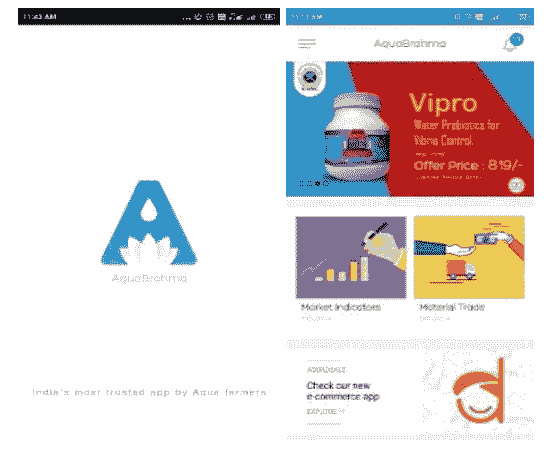 11:43 AM
AquaBrahma
India's most trusted app by Aqua farmers
AquaBrahma
Vipro
Water Probiotics for
Vibrio Control
Offer Price : 819/-
Market Indicators
Material Trade
Check our new
e-commerce app
EXPLORE